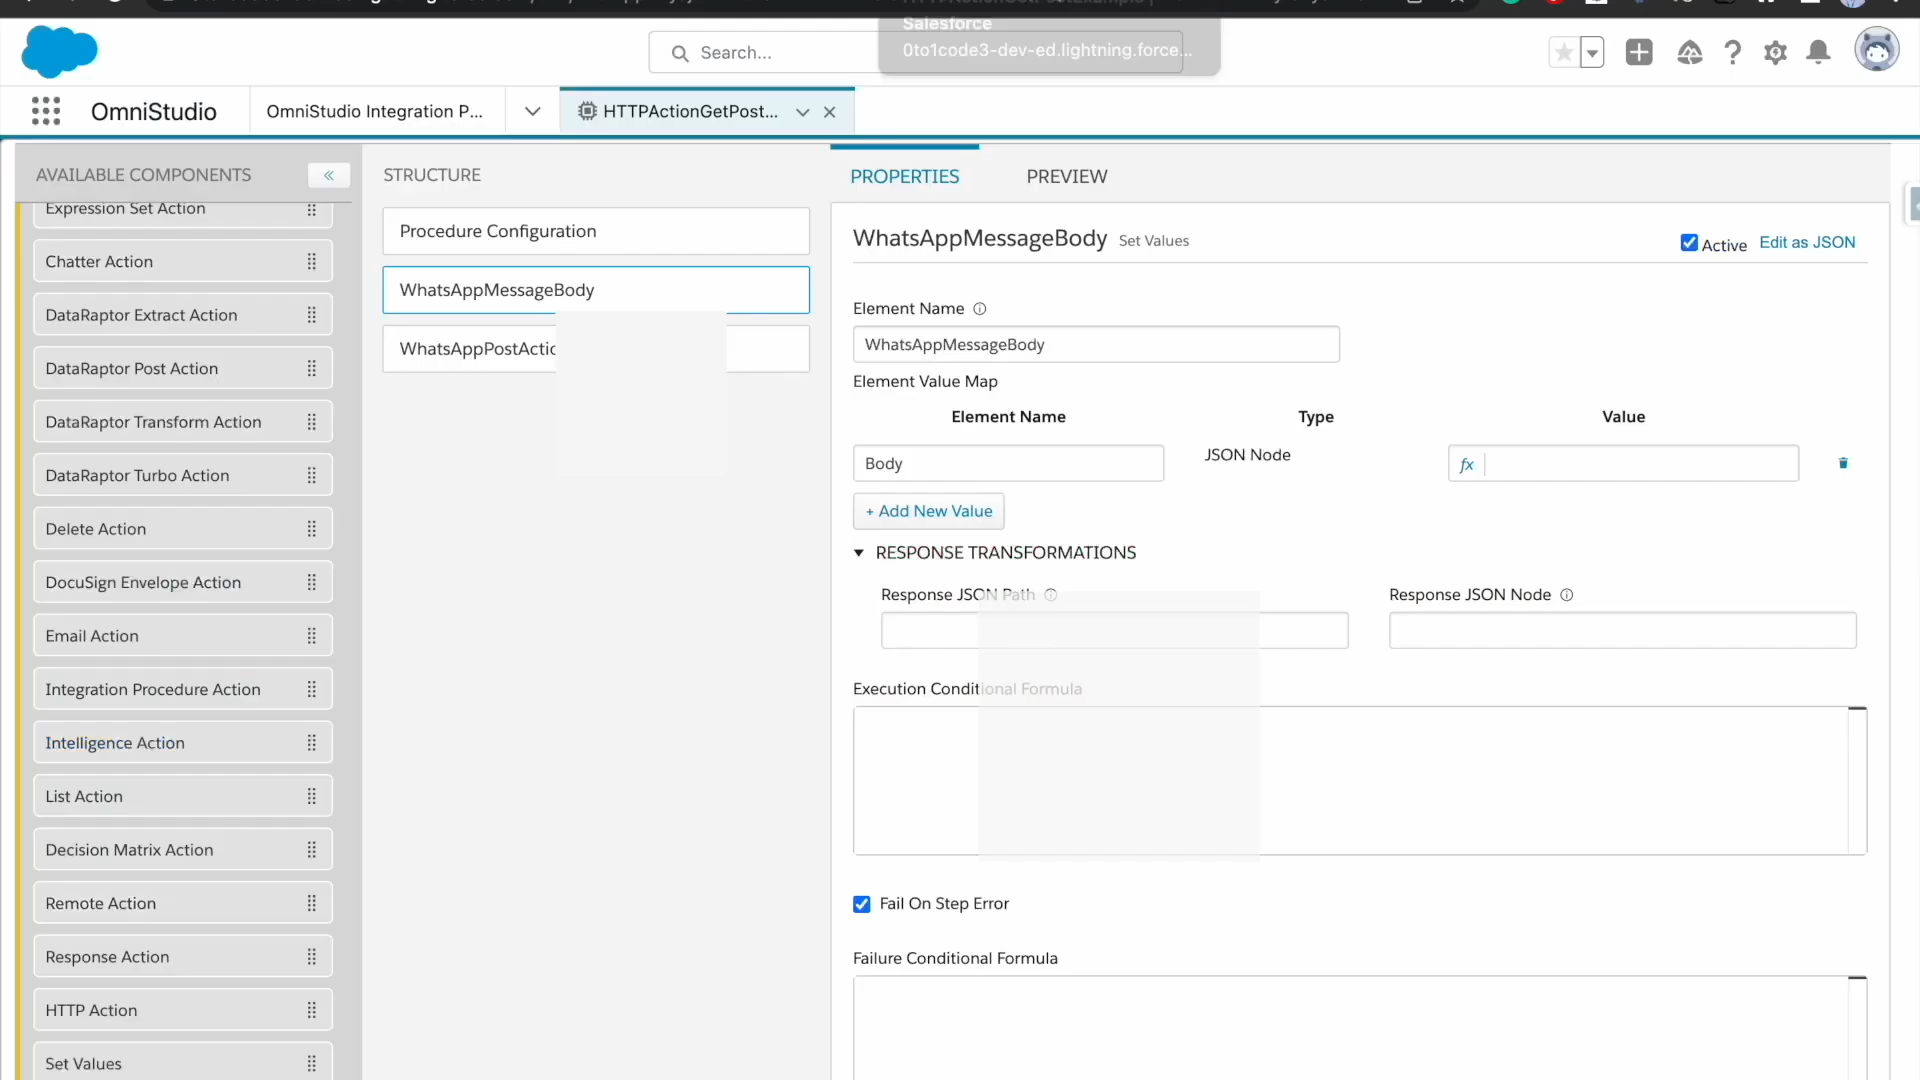 Salesforce
0to1code3-dev-ed.lightning.force...
Search...
OmniStudio
OmniStudio Integration P...
HTTPActionGetPost...
AVAILABLE COMPONENTS
Expression Set Action
Chatter Action
DataRaptor Extract Action
DataRaptor Post Action
DataRaptor Transform Action
DataRaptor Turbo Action
Delete Action
DocuSign Envelope Action
Email Action
Integration Procedure Action
Intelligence Action
List Action
Decision Matrix Action
Remote Action
Response Action
HTTP Action
Set Values
STRUCTURE
Procedure Configuration
WhatsAppMessageBody
WhatsAppPostActio
PROPERTIES
PREVIEW
WhatsAppMessageBody Set Values
Active Edit as JSON
Element Name
WhatsAppMessageBody
Element Value Map
Element Name Type Value
Body JSON Node fx
+ Add New Value
RESPONSE TRANSFORMATIONS
Response JSON Path Response JSON Node
Execution Conditional Formula
Fail On Step Error
Failure Conditional Formula